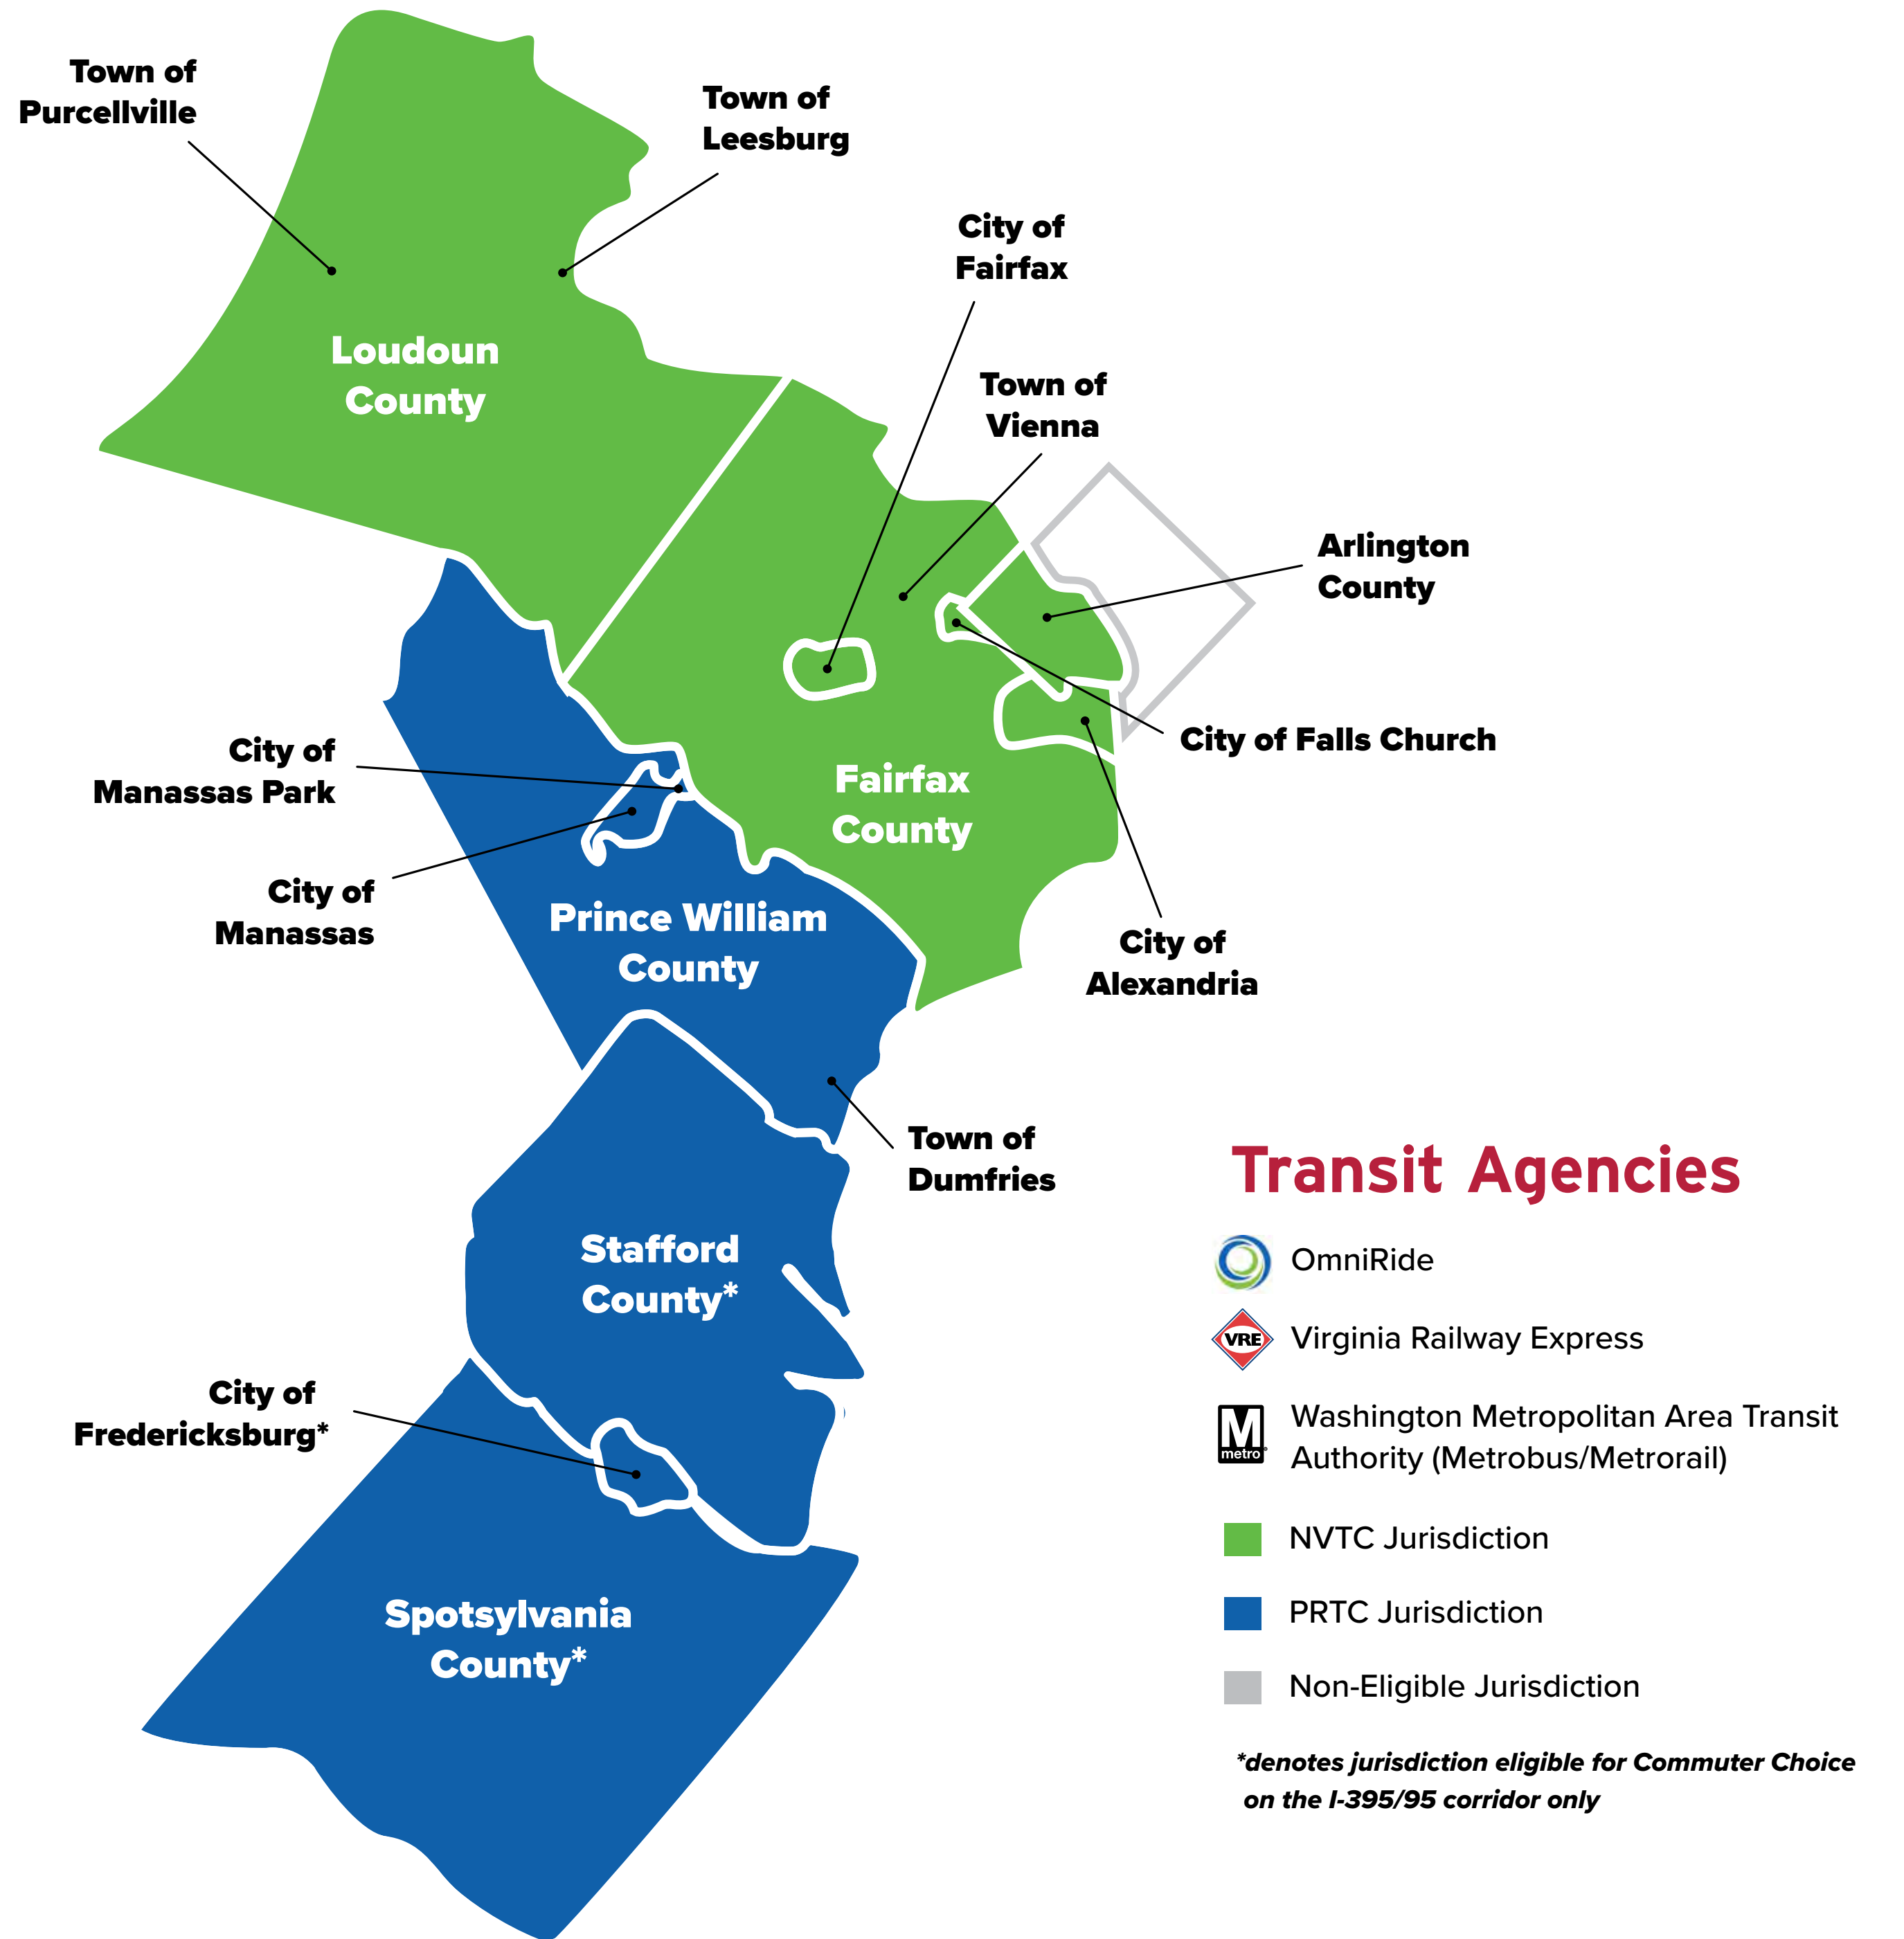 Town of
Purcellville
Town of
Leesburg
City of
Fairfax
Loudoun
County
Town of
Vienna
Arlington
County
City of Falls Church
City of
Manassas Park
Fairfax
County
City of
Manassas
Prince William
County
City of
Alexandria
Town of
Dumfries
Stafford
County*
City of
Fredericksburg*
Spotsylvania
County*
Transit Agencies
OmniRide
VRE
Virginia Railway Express
M
metro
Washington Metropolitan Area Transit
Authority (Metrobus/Metrorail)
NVTC Jurisdiction
PRTC Jurisdiction
Non-Eligible Jurisdiction
*denotes jurisdiction eligible for Commuter Choice
on the I-395/95 corridor only